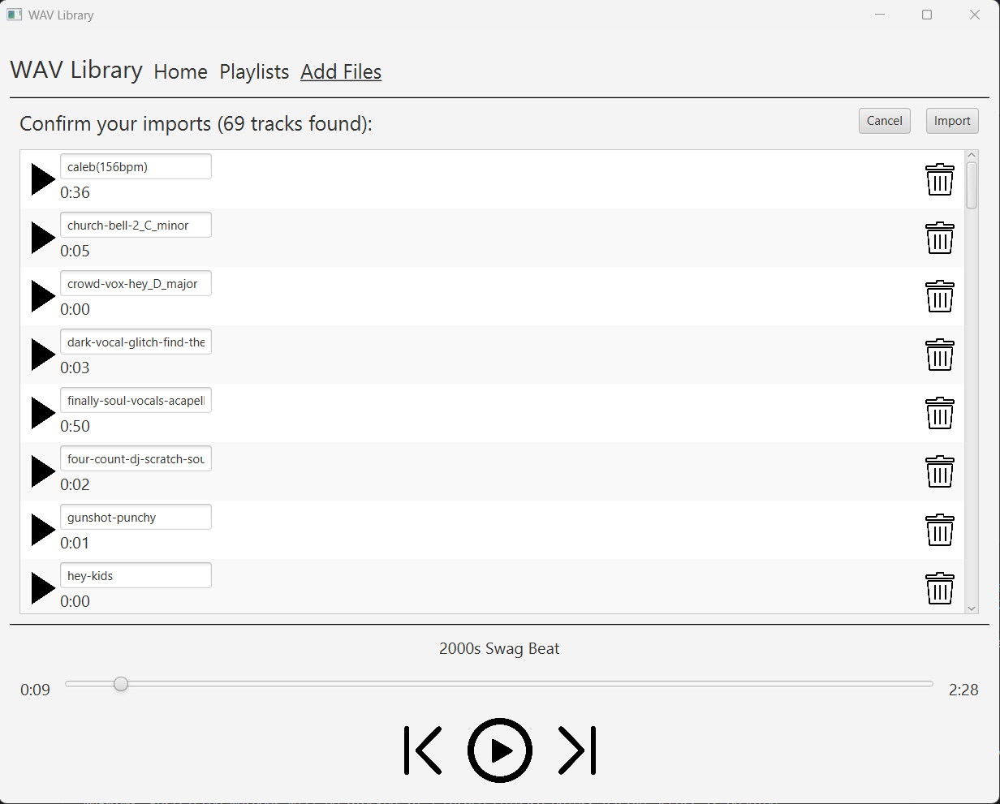 WAV Library
WAV Library Home Playlists Add Files
Confirm your imports (69 tracks found):
Cancel Import
caleb(156bpm)
0:36
church-bell-2_C_minor
0:05
crowd-vox-hey_D_major
0:00
dark-vocal-glitch-find-the
0:03
finally-soul-vocals-acapell
0:50
four-count-dj-scratch-sou
0:02
gunshot-punchy
0:01
hey-kids
0:00
2000s Swag Beat
0:09 2:28